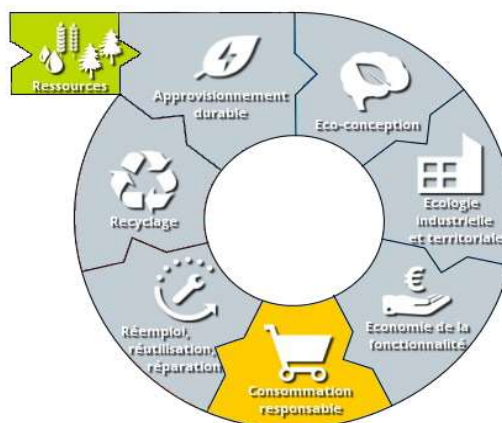 Ressources
Approvisionnement
durable
Eco-conception
Ecologie
industrielle
et territoriale
€
Economie de la
fonctionnalité
Consommation
responsable
Réemploi,
réutilisation,
réparation
Recyclage